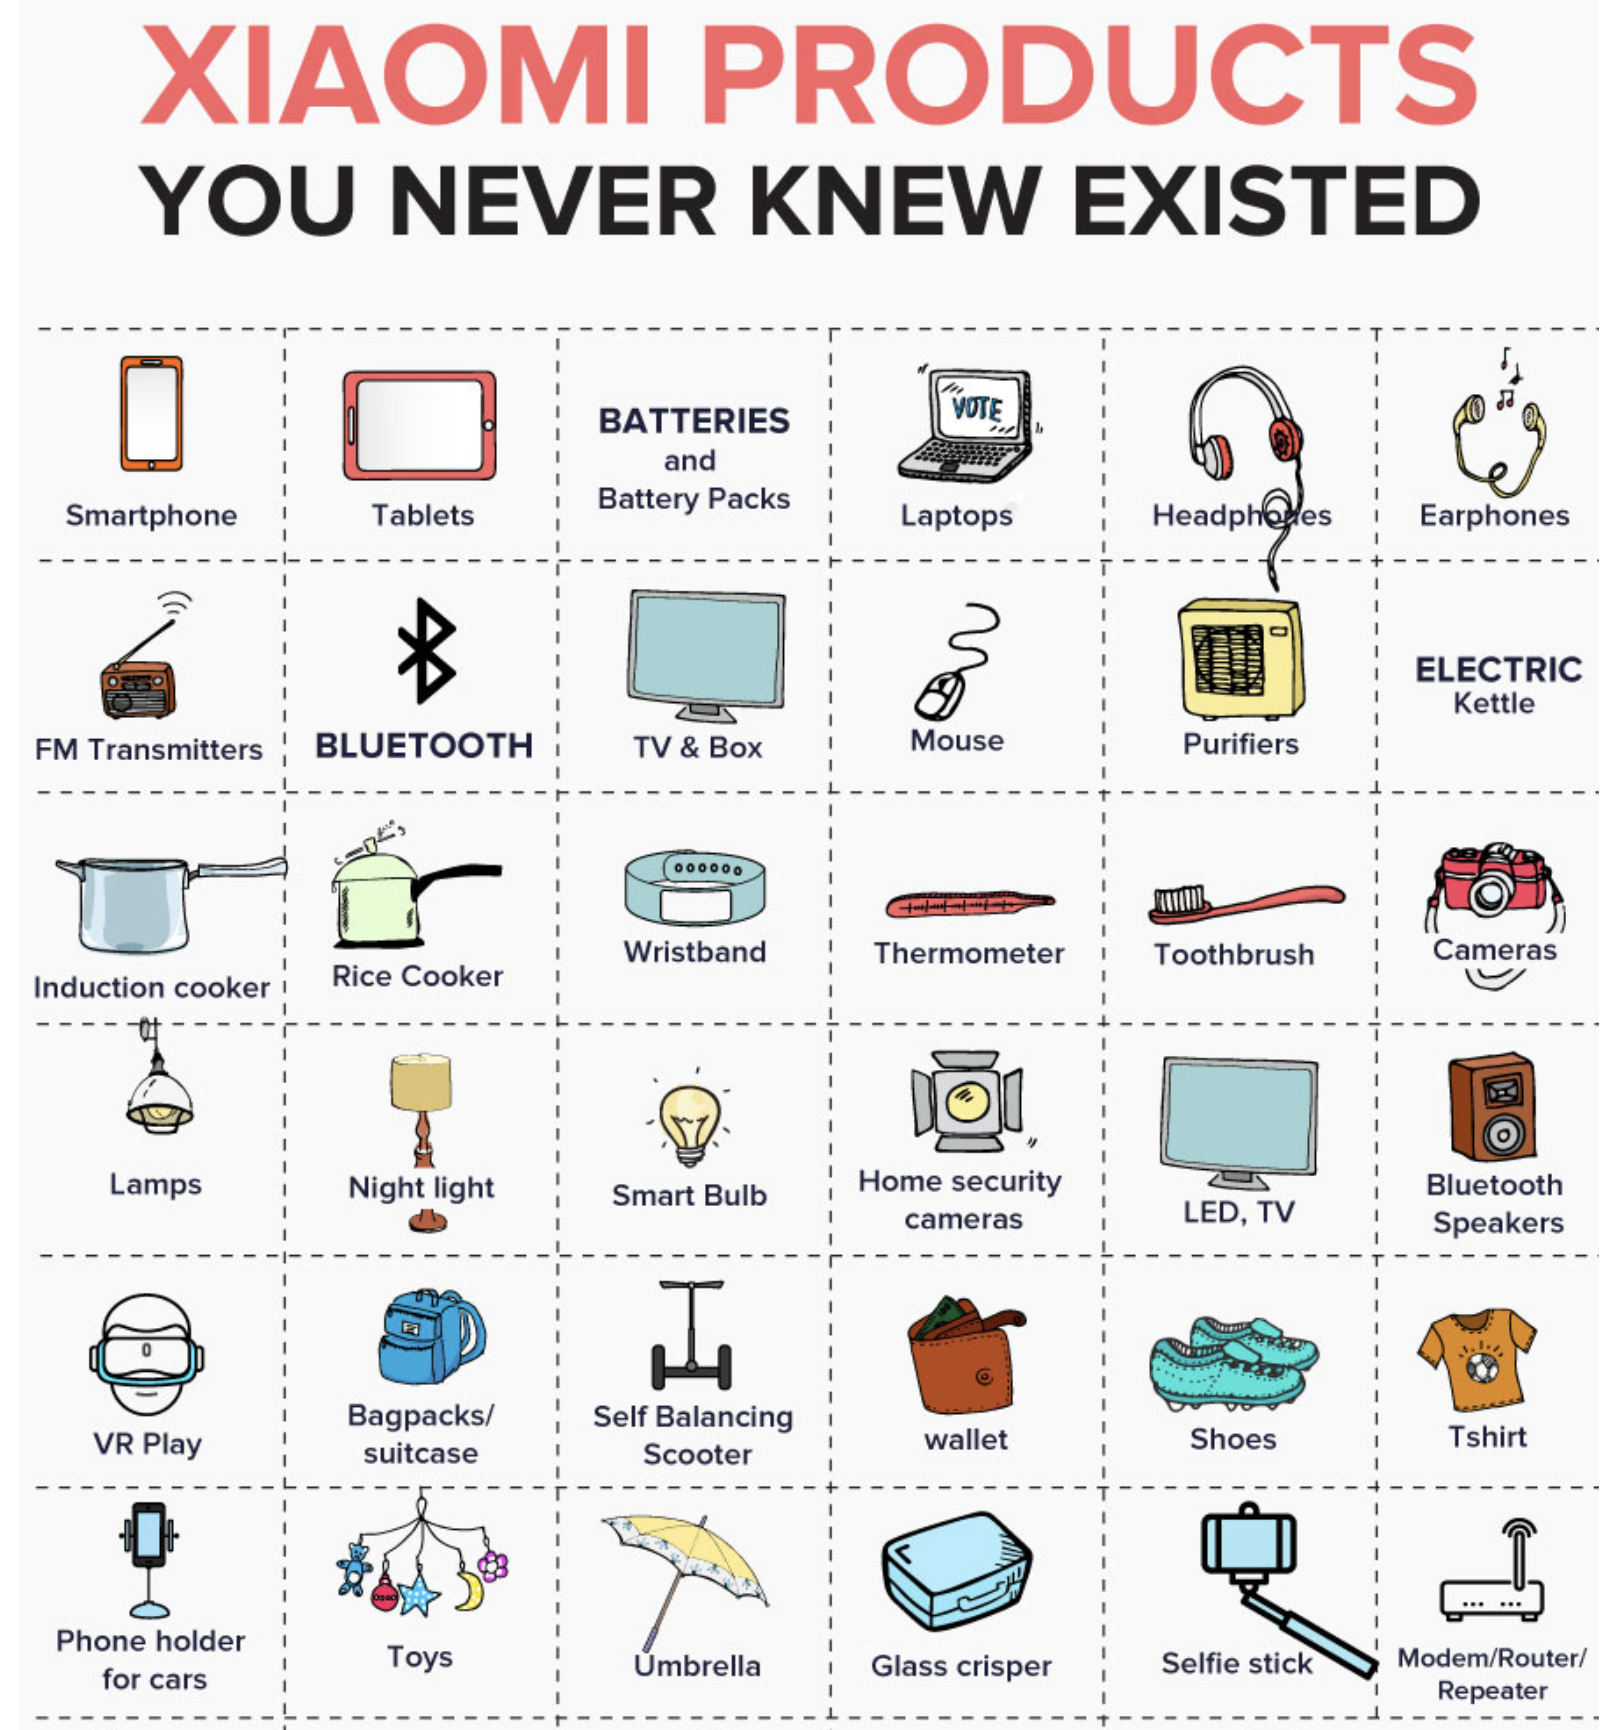 XIAOMI PRODUCTS
YOU NEVER KNEW EXISTED
Smartphone
Tablets
BATTERIES
and
Battery Packs
VOTE
Laptops
Headphones
Earphones
FM Transmitters
BLUETOOTH
TV & Box
Mouse
Purifiers
ELECTRIC
Kettle
Induction cooker
Rice Cooker
Wristband
Thermometer
Toothbrush
Cameras
Lamps
Night light
Smart Bulb
Home security
cameras
LED, TV
Bluetooth
Speakers
VR Play
Bagpacks/
suitcase
Self Balancing
Scooter
wallet
Shoes
Tshirt
Phone holder
for cars
Toys
Umbrella
Glass crisper
Selfie stick
Modem/Router/
Repeater